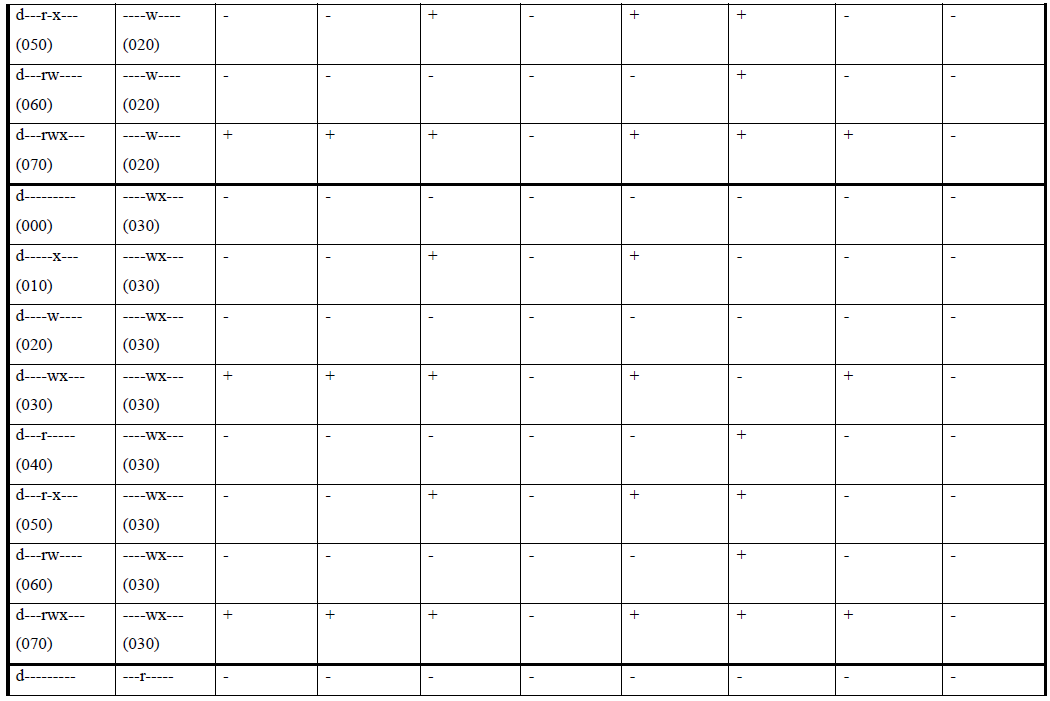 d---r-x--- ----w---- - - + - + + - -
(050) (020)
d---rw---- ----w---- - - - - - + - -
(060) (020)
d---rwx--- ----w---- + + + - + + + -
(070) (020)
d--------- ----wx--- - - - - - - - -
(000) (030)
d-----x--- ----wx--- - - + - + - - -
(010) (030)
d----w---- ----wx--- - - - - - - - -
(020) (030)
d----wx--- ----wx--- + + + - + - + -
(030) (030)
d---r----- ----wx--- - - - - - + - -
(040) (030)
d---r-x--- ----wx--- - - + - + + - -
(050) (030)
d---rw---- ----wx--- - - - - - + - -
(060) (030)
d---rwx--- ----wx--- + + + - + + + -
(070) (030)
d--------- ---r----- - - - - - - - -